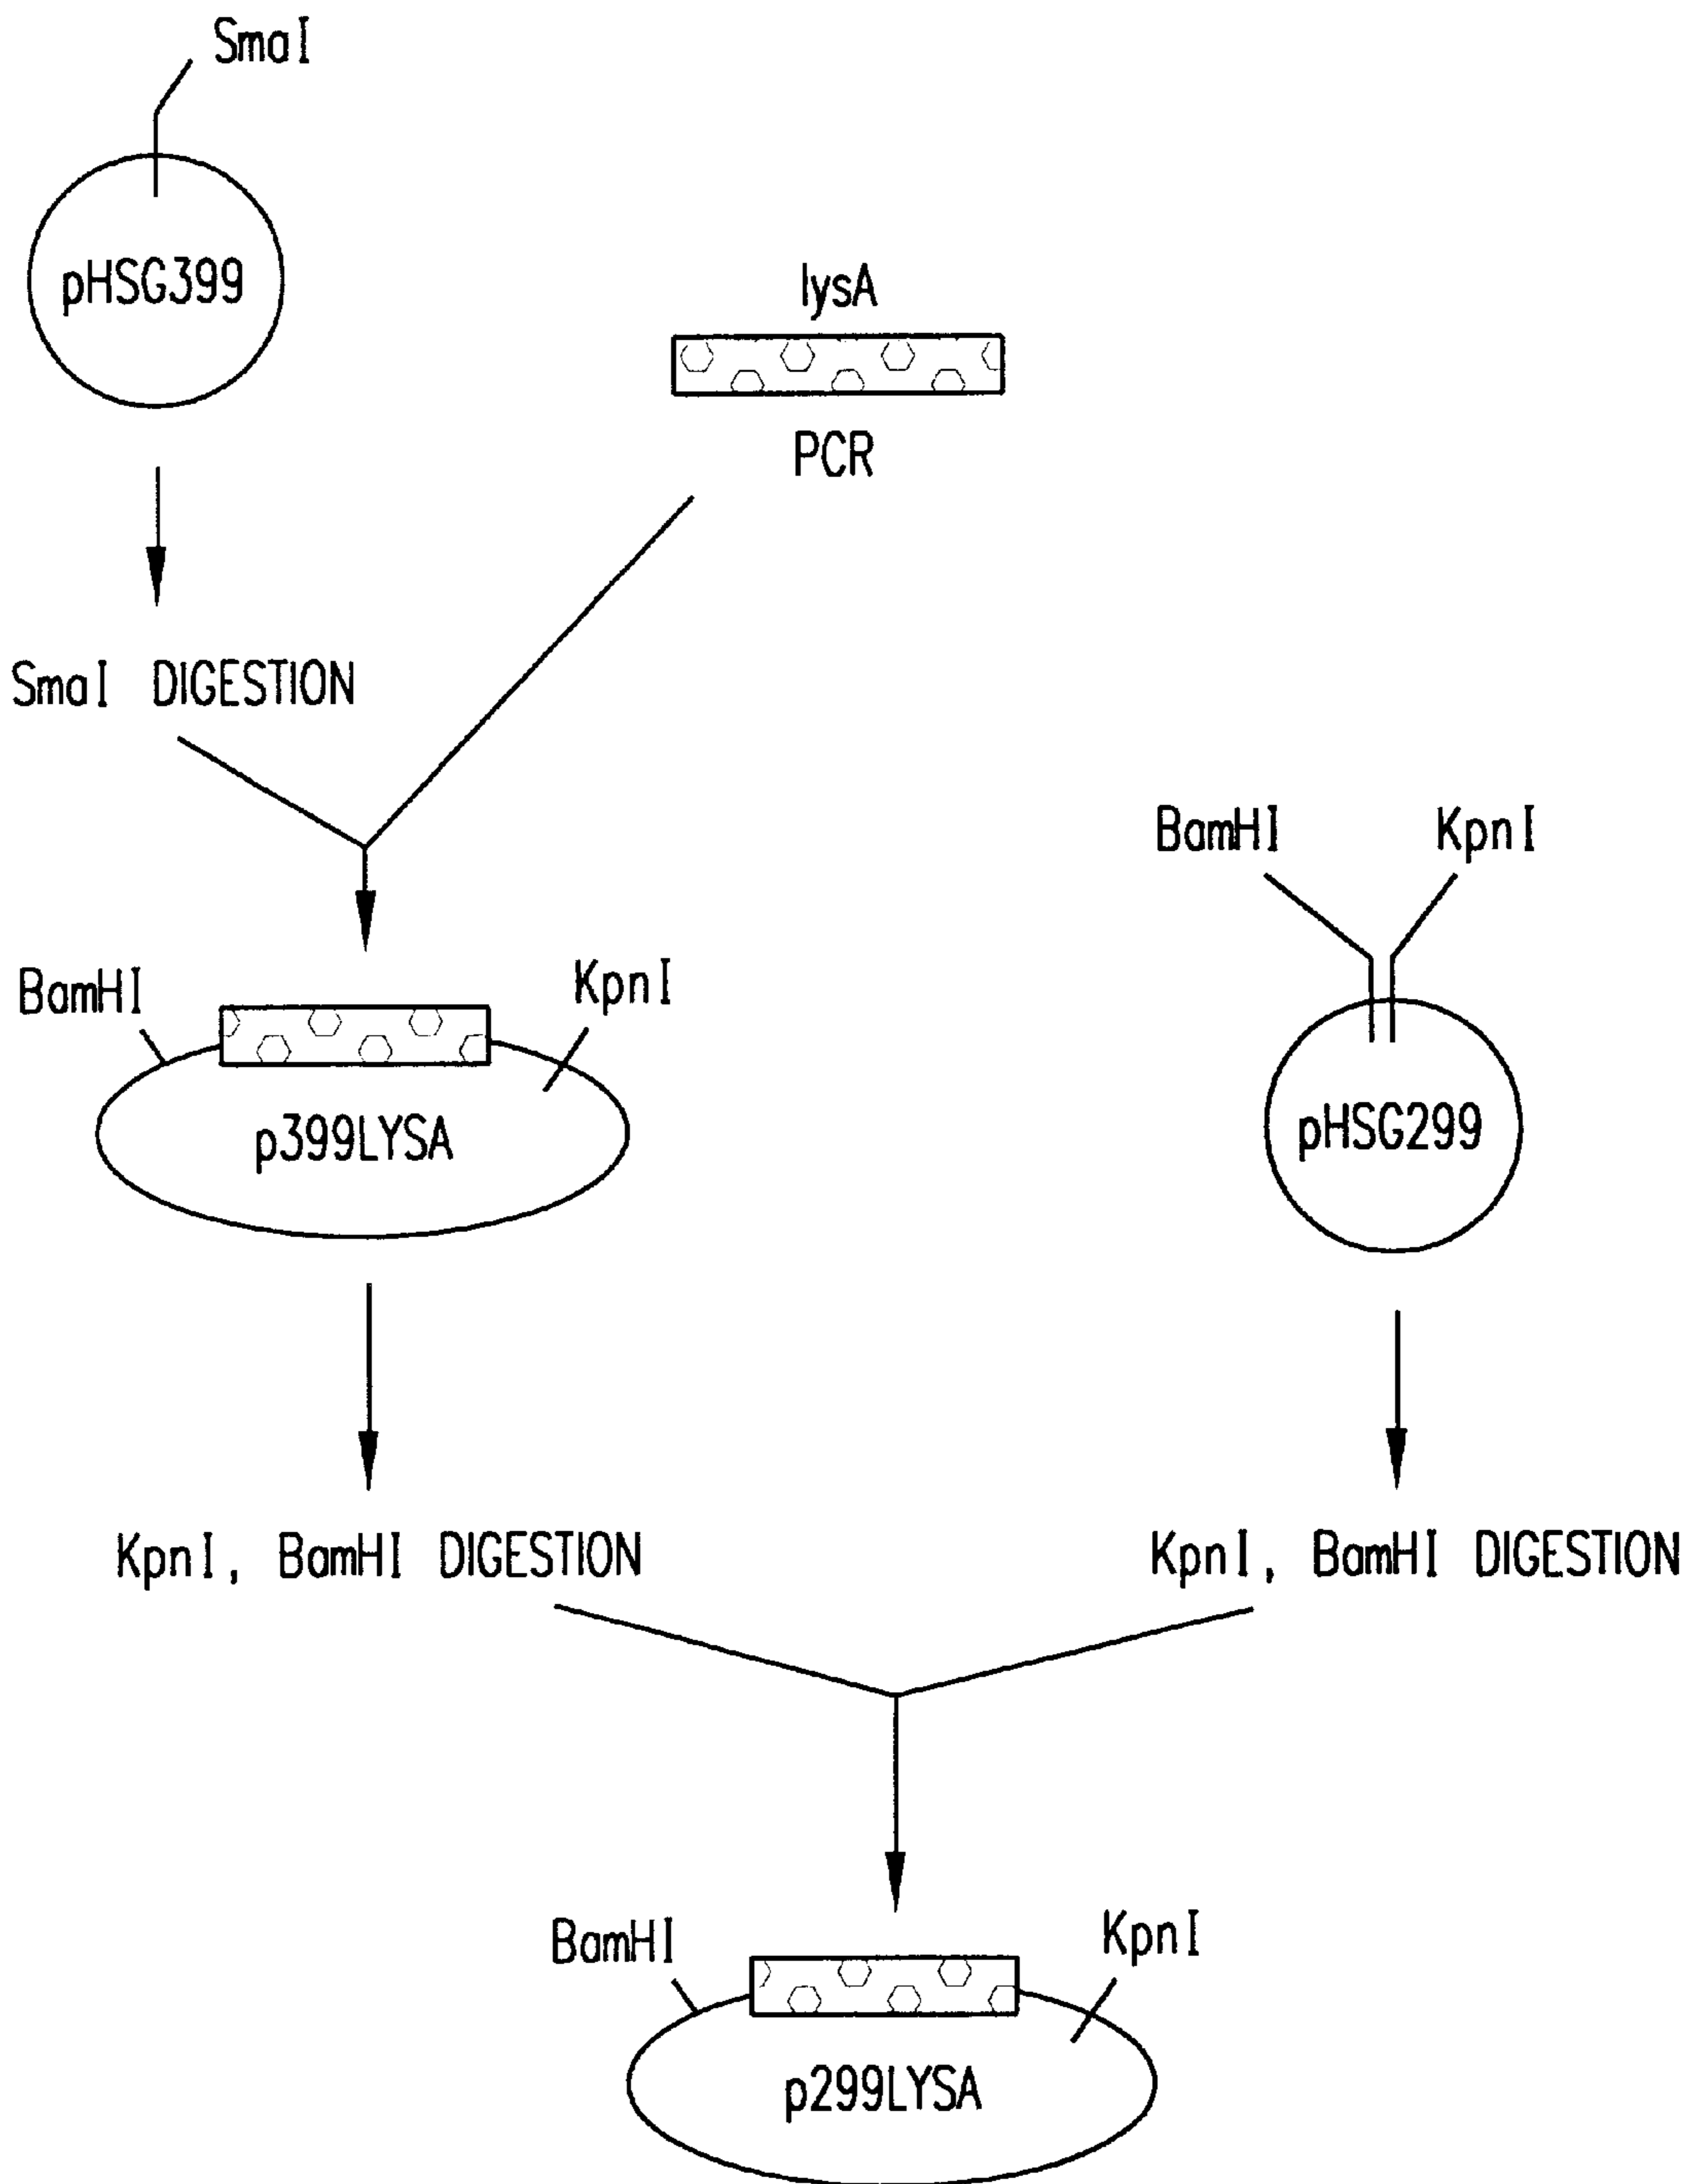 SmaI
pHSG399
lysA
PCR
SmaI DIGESTION
BamHI
KpnI
BamHI
KpnI
p399LYSA
pHSG299
KpnI, BamHI DIGESTION
KpnI, BamHI DIGESTION
BamHI
KpnI
p299LYSA